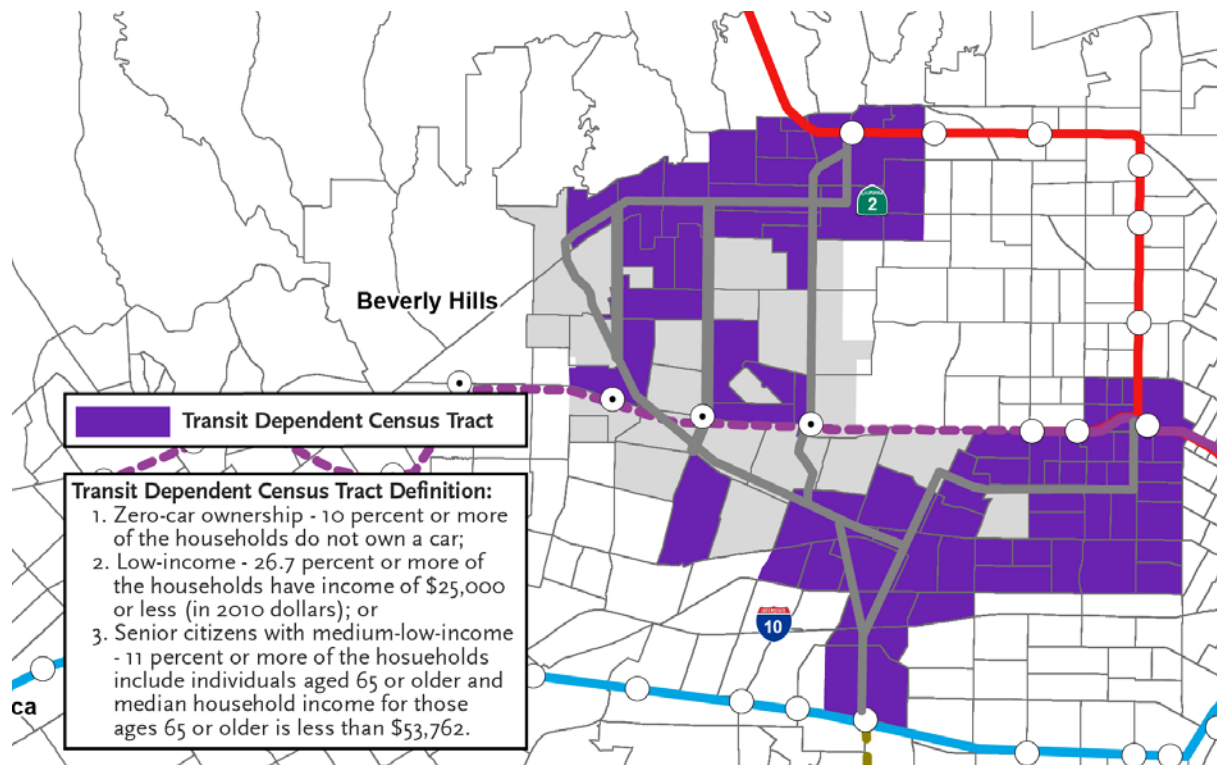 2
Beverly Hills
Transit Dependent Census Tract
Transit Dependent Census Tract Definition:
1. Zero-car ownership - 10 percent or more
of the households do not own a car;
2. Low-income - 26.7 percent or more of
the households have income of $25,000
or less (in 2010 dollars); or
3. Senior citizens with medium-low-income
- 11 percent or more of the hosueholds
include individuals aged 65 or older and
median household income for those
ages 65 or older is less than $53,762.
INTERSTATE
10
ca